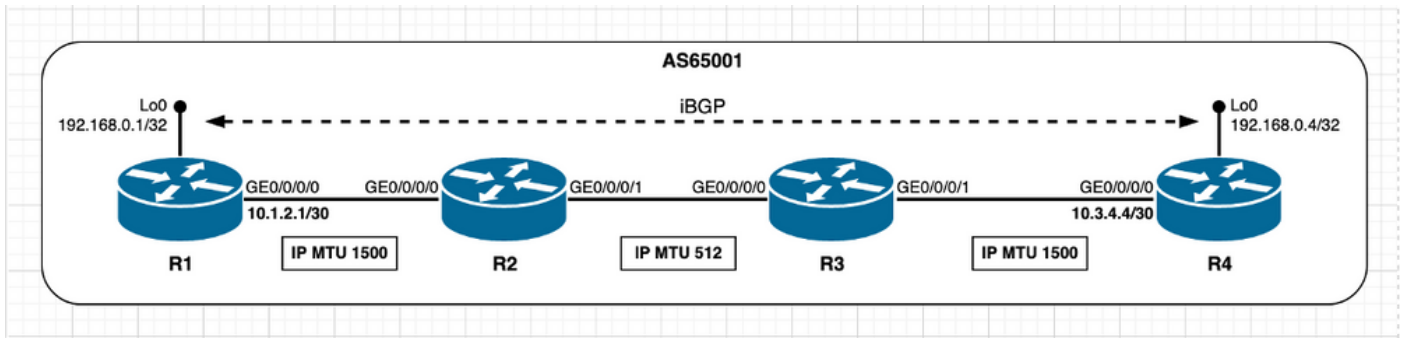 AS65001
iBGP
Lo0
192.168.0.1/32
Lo0
192.168.0.4/32
GE0/0/0/0
GE0/0/0/0
GE0/0/0/1
GE0/0/0/0
GE0/0/0/1
GE0/0/0/0
10.1.2.1/30
10.3.4.4/30
IP MTU 1500
IP MTU 512
IP MTU 1500
R1
R2
R3
R4